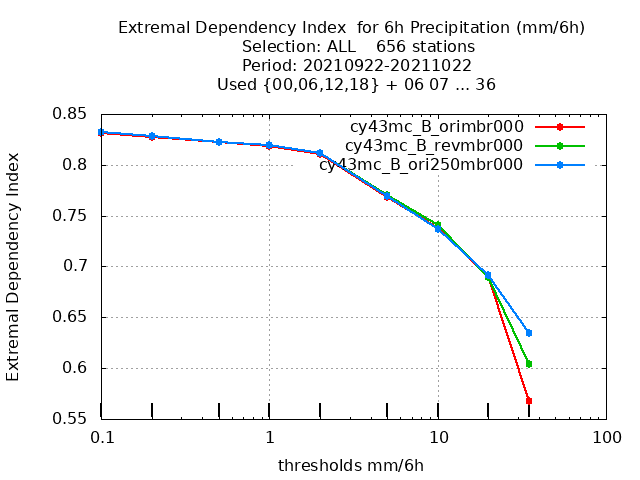 Extremal Dependency Index  for 6h Precipitation (mm/6h)
Selection: ALL    656 stations
Period: 20210922-20211022
Used {00,06,12,18} + 06 07 ... 36
cy43mc_B_orimbr000
cy43mc_B_revmbr000
cy43mc_B_ori250mbr000
Extremal Dependency Index
0.85
0.8
0.75
0.7
0.65
0.6
0.55
0.1 1 10 100
thresholds mm/6h